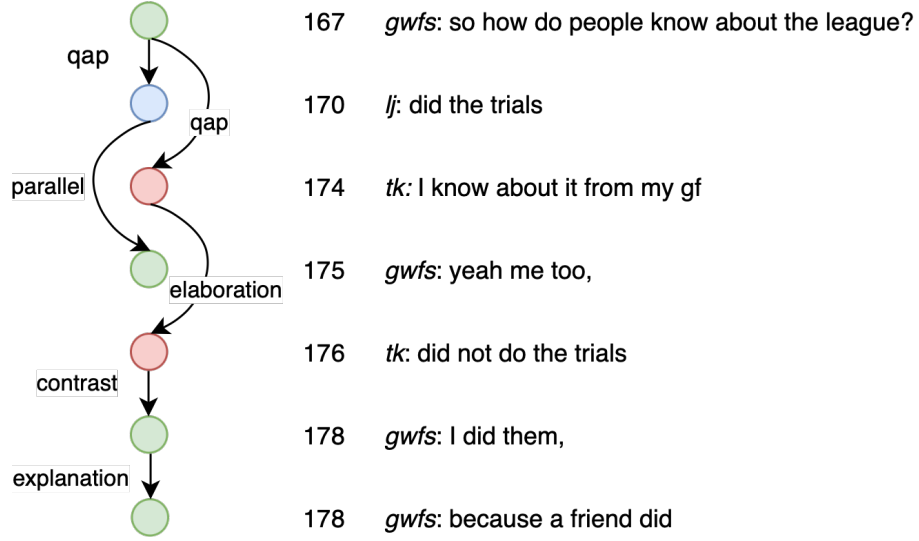 167 gwfs: so how do people know about the league?
qap
170 lj: did the trials
qap
parallel
174 tk: I know about it from my gf
175 gwfs: yeah me too,
elaboration
176 tk: did not do the trials
contrast
178 gwfs: I did them,
explanation
178 gwfs: because a friend did